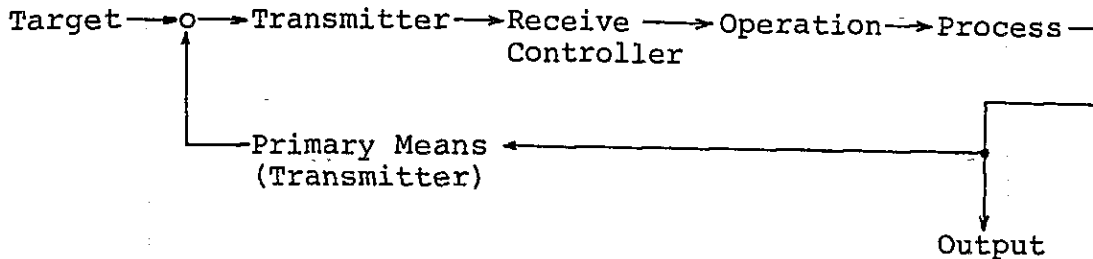 Target
Transmitter
Receive
Controller
Operation
Process
Primary Means
(Transmitter)
Output